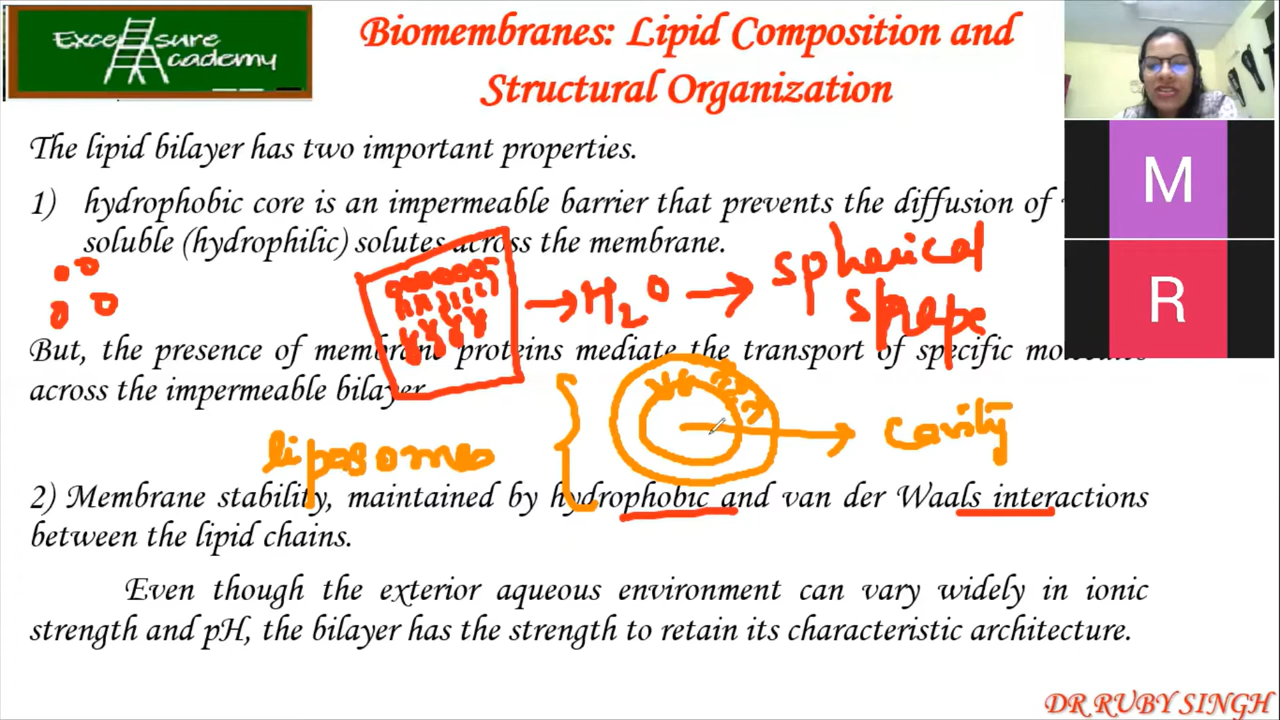 Excel sure
Academy
Biomembranes: Lipid Composition and
Structural Organization
The lipid bilayer has two important properties.
1) hydrophobic core is an impermeable barrier that prevents the diffusion of
soluble (hydrophilic) solutes across the membrane.
H2O
spherical
shape
But, the presence of membrane proteins mediate the transport of specific molecules
across the impermeable bilayer
liposomes
cavity
2) Membrane stability, maintained by hydrophobic and van der Waals interactions
between the lipid chains.
Even though the exterior aqueous environment can vary widely in ionic
strength and pH, the bilayer has the strength to retain its characteristic architecture.
DR RUBY SINGH
M
R